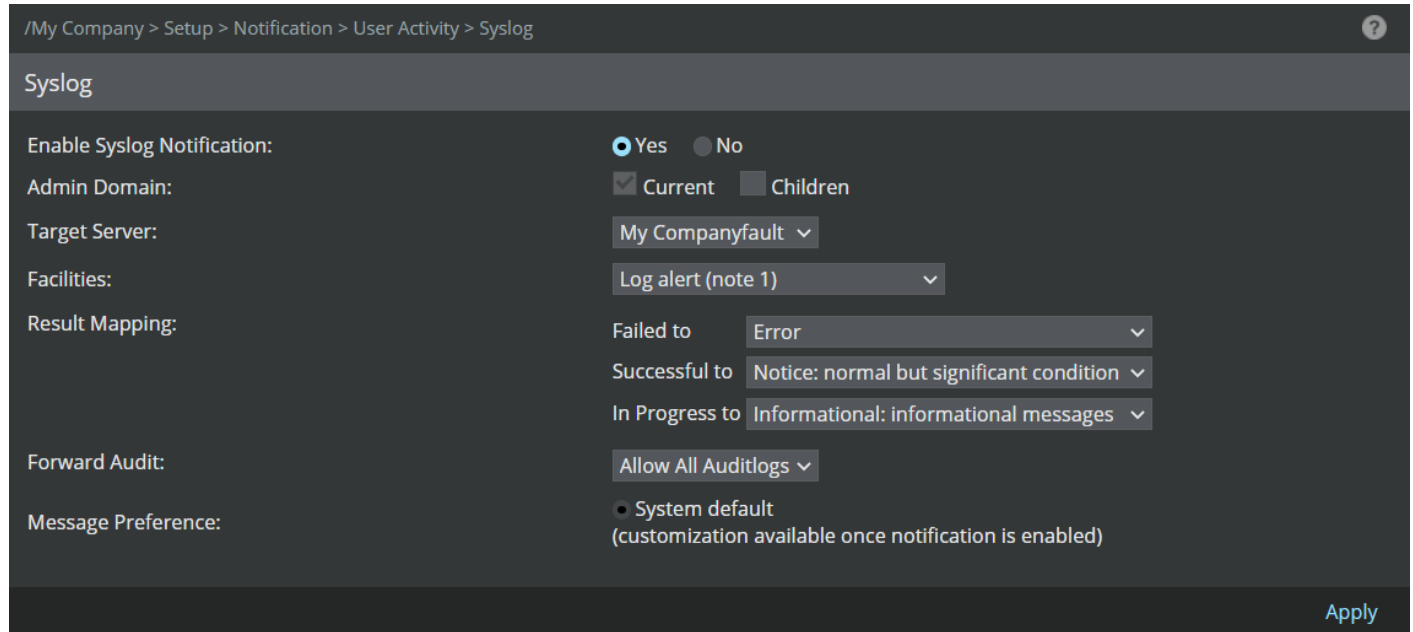 /My Company > Setup > Notification > User Activity > Syslog ?
Syslog
Enable Syslog Notification: Yes No
Admin Domain: Current Children
Target Server: My Companyfault
Facilities: Log alert (note 1)
Result Mapping: Failed to Error
Successful to Notice: normal but significant condition
In Progress to Informational: informational messages
Forward Audit: Allow All Auditlogs
Message Preference: System default
(customization available once notification is enabled)
Apply